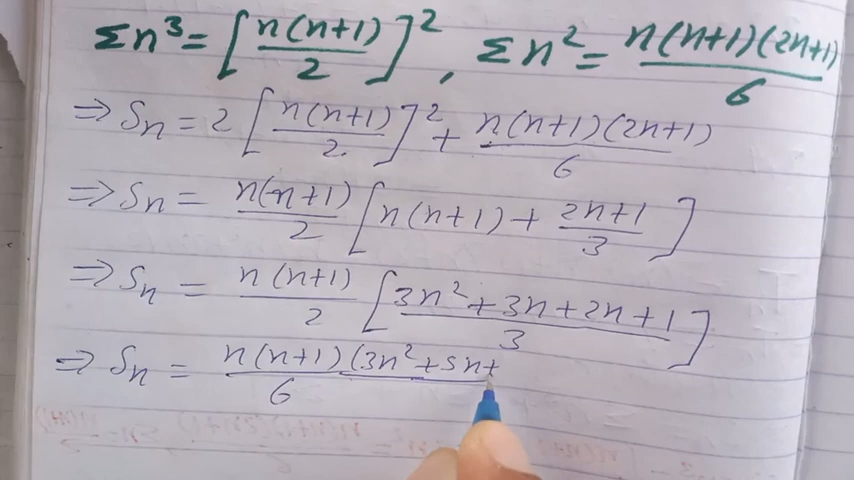 Σn³ = [n(n+1)/2]², Σn² = n(n+1)(2n+1)/6
⇒ Sn = 2[n(n+1)/2]² + n(n+1)(2n+1)/6
⇒ Sn = n(n+1)/2 [n(n+1) + 2n+1/3]
⇒ Sn = n(n+1)/2 [3n²+3n+2n+1/3]
⇒ Sn = n(n+1)(3n²+5n+/6